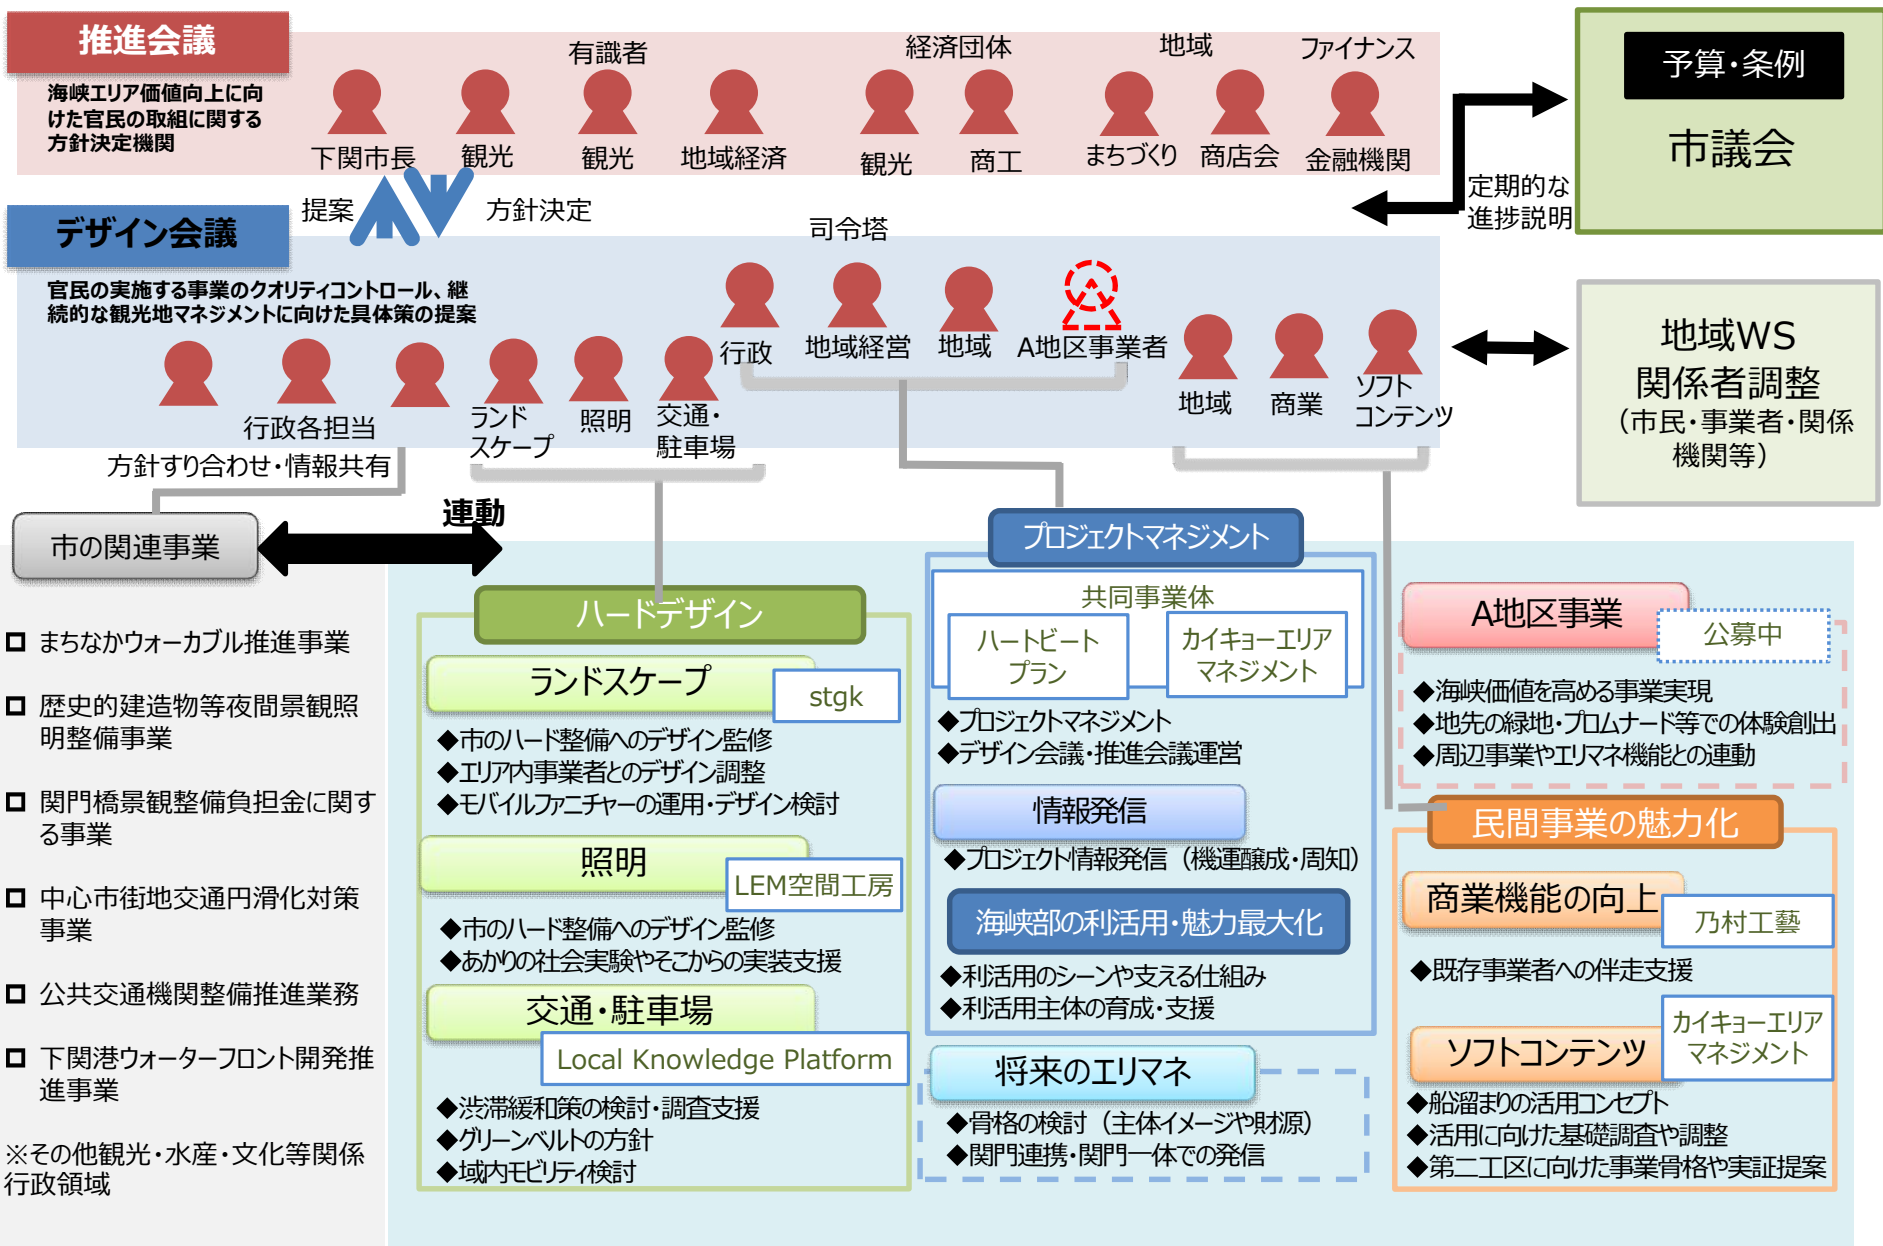 推進会議
海峡エリア価値向上に向
けた官民の取組に関する
方針決定機関
有識者
経済団体
地域
ファイナンス
下関市長
観光
観光
地域経済
観光
商工
まちづくり
商店会
金融機関
予算・条例
市議会
定期的な
進捗説明
提案
方針決定
デザイン会議
官民の実施する事業のクオリティコントロール、継
続的な観光地マネジメントに向けた具体策の提案
司令塔
行政
地域経営
地域
A地区事業者
行政各担当
ランド
スケープ
照明
交通・
駐車場
地域
商業
ソフト
コンテンツ
地域WS
関係者調整
（市民・事業者・関係
機関等）
方針すり合わせ・情報共有
連動
市の関連事業
まちなかウォーカブル推進事業
歴史的建造物等夜間景観照
明整備事業
関門橋景観整備負担金に関す
る事業
中心市街地交通円滑化対策
事業
公共交通機関整備推進業務
下関港ウォーターフロント開発推
進事業
※その他観光・水産・文化等関係
行政領域
ハードデザイン
ランドスケープ
stgk
◆市のハード整備へのデザイン監修
◆エリア内事業者とのデザイン調整
◆モバイルファニチャーの運用・デザイン検討
照明
LEM空間工房
◆市のハード整備へのデザイン監修
◆あかりの社会実験やそこからの実装支援
交通・駐車場
Local Knowledge Platform
◆渋滞緩和策の検討・調査支援
◆グリーンベルトの方針
◆域内モビリティ検討
プロジェクトマネジメント
共同事業体
ハートビート
プラン
カイキョーエリア
マネジメント
◆プロジェクトマネジメント
◆デザイン会議・推進会議運営
情報発信
◆プロジェクト情報発信（機運醸成・周知）
海峡部の利活用・魅力最大化
◆利活用のシーンや支える仕組み
◆利活用主体の育成・支援
将来のエリマネ
◆骨格の検討（主体イメージや財源）
◆関門連携・関門一体での発信
A地区事業
公募中
◆海峡価値を高める事業実現
◆地先の緑地・プロムナード等での体験創出
◆周辺事業やエリマネ機能との連動
民間事業の魅力化
商業機能の向上
乃村工藝
◆既存事業者への伴走支援
ソフトコンテンツ
カイキョーエリア
マネジメント
◆船溜まりの活用コンセプト
◆活用に向けた基礎調査や調整
◆第二工区に向けた事業骨格や実証提案